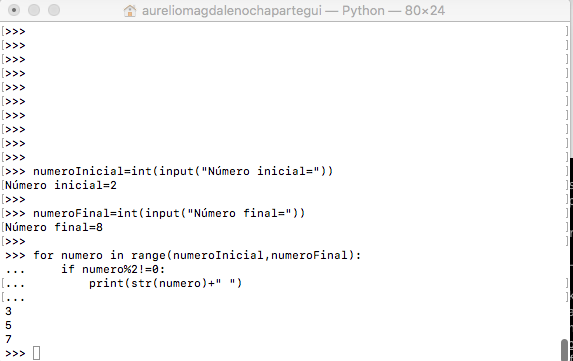 aureliomagdalenochapartegui — Python — 80×24
[>>>
[>>>
[>>>
[>>>
[>>>
[>>>
[>>>
[>>>
[>>>
[>>>
[>>> numeroInicial=int(input("Número inicial="))
[Número inicial=2
[>>>
[>>> numeroFinal=int(input("Número final="))
[Número final=8
[>>>
>>> for numero in range(numeroInicial,numeroFinal):
...     if numero%2!=0:
[...         print(str(numero)+" ")
[...
3
5
7
>>>